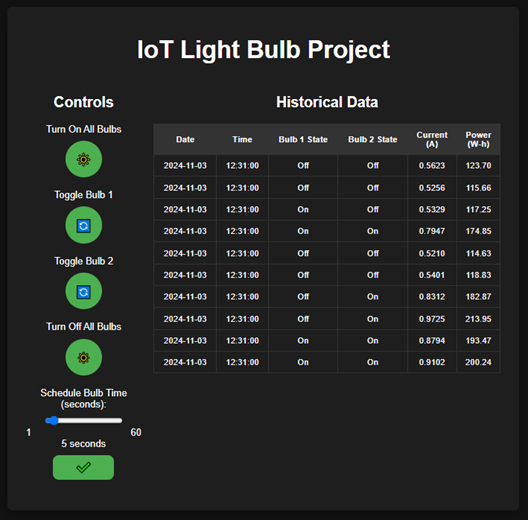 IoT Light Bulb Project
Controls
Turn On All Bulbs
Toggle Bulb 1
Toggle Bulb 2
Turn Off All Bulbs
Schedule Bulb Time
(seconds):
1 60
5 seconds
Historical Data
Date Time Bulb 1 State Bulb 2 State Current (A) Power (W-h)
2024-11-03 12:31:00 Off Off 0.5623 123.70
2024-11-03 12:31:00 Off Off 0.5256 115.66
2024-11-03 12:31:00 On Off 0.5329 117.25
2024-11-03 12:31:00 On On 0.7947 174.85
2024-11-03 12:31:00 Off Off 0.5210 114.63
2024-11-03 12:31:00 Off Off 0.5401 118.83
2024-11-03 12:31:00 Off On 0.8312 182.87
2024-11-03 12:31:00 Off On 0.9725 213.95
2024-11-03 12:31:00 On On 0.8794 193.47
2024-11-03 12:31:00 On On 0.9102 200.24